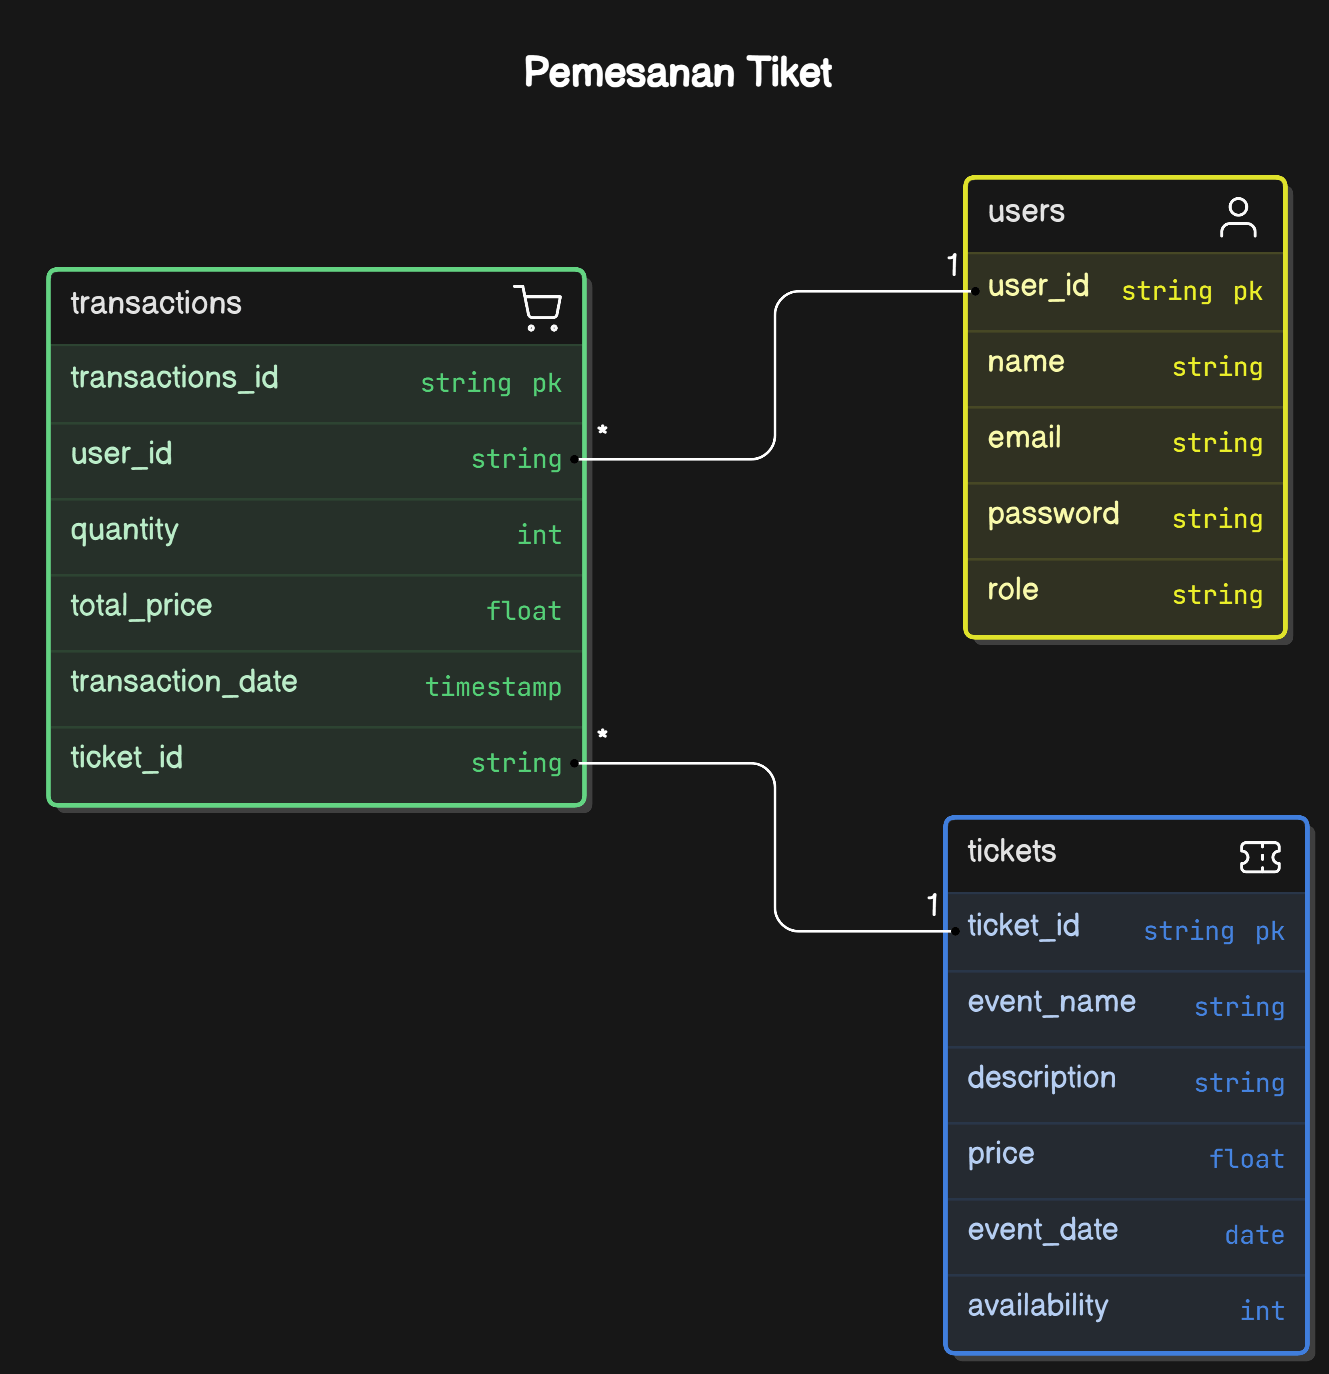 Pemesanan Tiket
transactions
transactions_id string pk
user_id string
quantity int
total_price float
transaction_date timestamp
ticket_id string
*
*
1
1
users
user_id string pk
name string
email string
password string
role string
tickets
ticket_id string pk
event_name string
description string
price float
event_date date
availability int